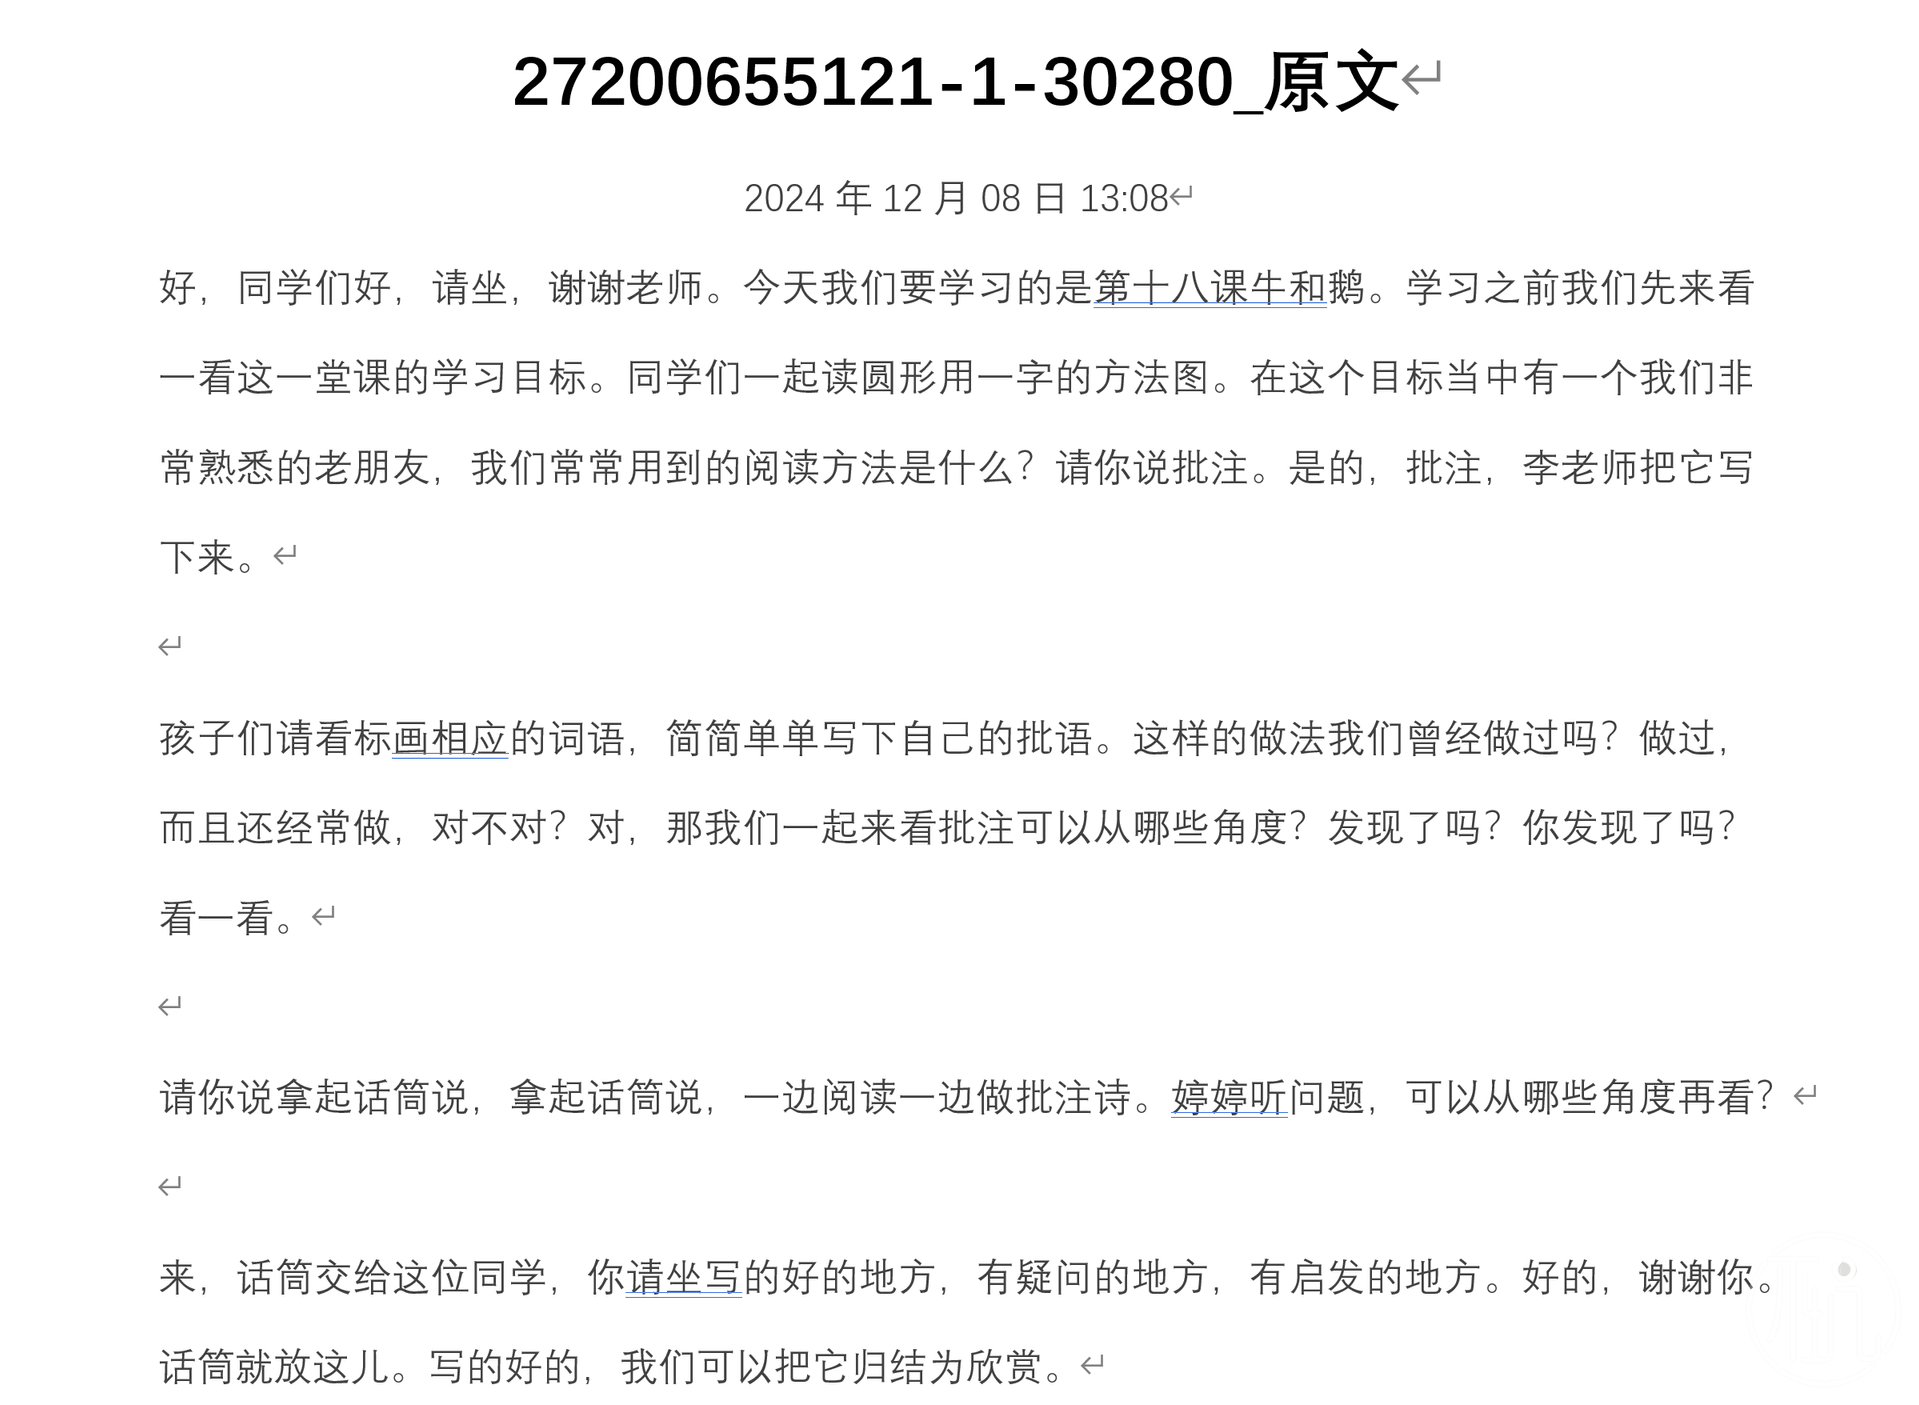 27200655121-1-30280_原文
2024 年 12 月 08 日 13:08
好，同学们好，请坐，谢谢老师。今天我们要学习的是第十八课牛和鹅。学习之前我们先来看
一看这一堂课的学习目标。同学们一起读圆形用一字的方法图。在这个目标当中有一个我们非
常熟悉的老朋友，我们常常用到的阅读方法是什么？请你说批注。是的，批注，李老师把它写
下来。
孩子们请看标画相应的词语，简简单单写下自己的批语。这样的做法我们曾经做过吗？做过，
而且还经常做，对不对？对，那我们一起来看批注可以从哪些角度？发现了吗？你发现了吗？
看一看。
请你说拿起话筒说，拿起话筒说，一边阅读一边做批注诗。婷婷听问题，可以从哪些角度再看？
来，话筒交给这位同学，你请坐写的好的地方，有疑问的地方，有启发的地方。好的，谢谢你。
话筒就放这儿。写的好的，我们可以把它归结为欣赏。